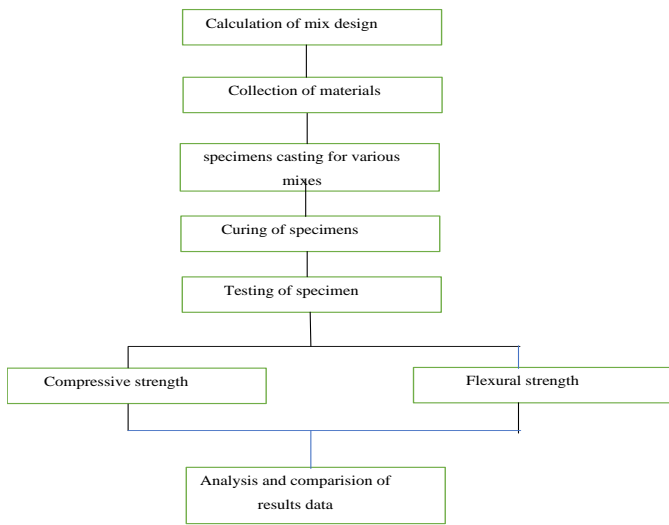 Calculation of mix design
Collection of materials
specimens casting for various
mixes
Curing of specimens
Testing of specimen
Compressive strength
Flexural strength
Analysis and comparision of
results data